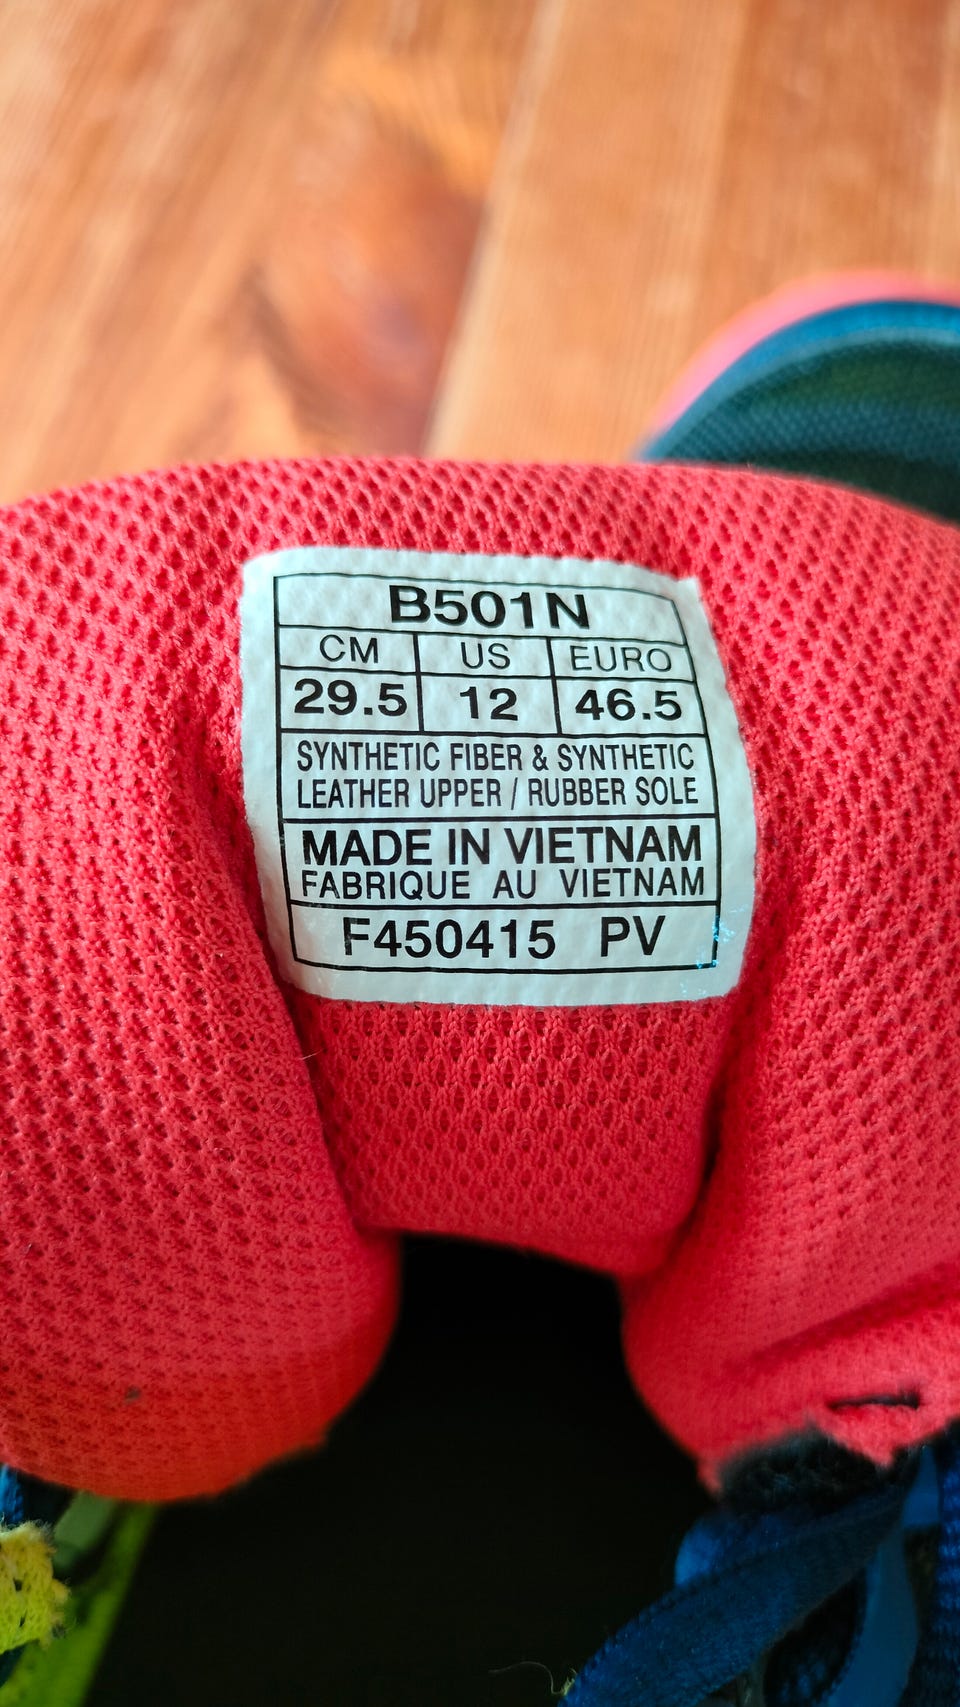 B501N
CM US EURO
29.5 12 46.5
SYNTHETIC FIBER & SYNTHETIC
LEATHER UPPER / RUBBER SOLE
MADE IN VIETNAM
FABRIQUE AU VIETNAM
F450415 PV